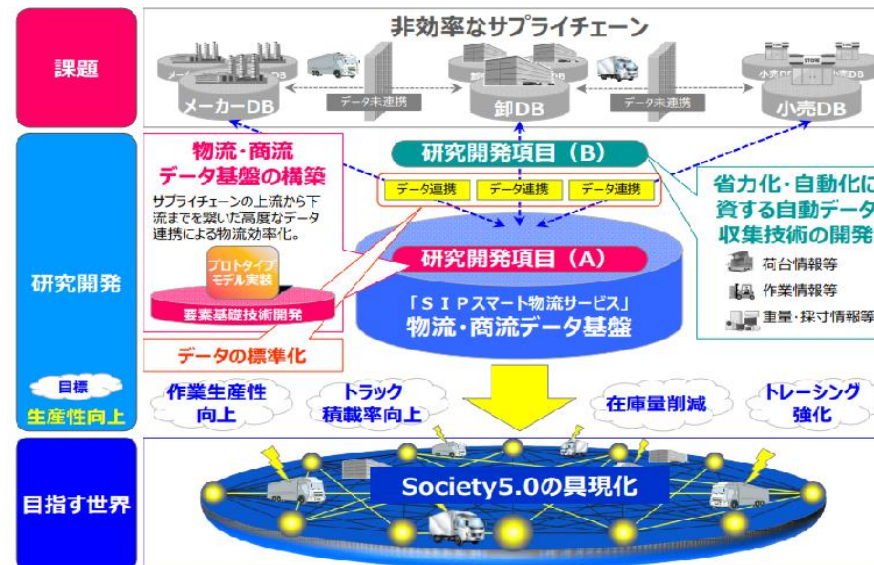 課題
非効率なサプライチェーン
メーカーDB
データ未連携
卸DB
データ未連携
小売DB
小売DB
STORE
小売DB
研究開発
物流・商流
データ基盤の構築
サプライチェーンの上流から下
流までを繋いだ高度なデータ
連携による物流効率化。
プロトタイプ
モデル実装
要素基礎技術開発
データの標準化
研究開発項目（B）
データ連携
データ連携
データ連携
研究開発項目（A）
「ＳＩＰスマート物流サービス」
物流・商流データ基盤
省力化・自動化に
資する自動データ
収集技術の開発
荷台情報等
作業情報等
重量・採寸情報等
目標
生産性向上
作業生産性
向上
トラック
積載率向上
在庫量削減
トレーシング
強化
目指す世界
Society5.0の具現化